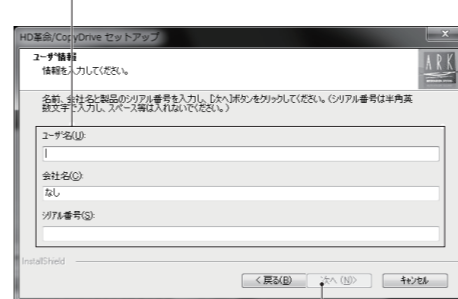 HD革命/CopyDrive セットアップ
ユーザ情報
情報を入力してください。
ARK
名前、会社名と製品のシリアル番号を入力し、[次へ]ボタンをクリックしてください。(シリアル番号は半角英
数文字で入力し、スペース等は入れないでください。)
ユーザ名(U):
会社名(C):
なし
シリアル番号(S):
InstallShield
< 戻る(B)
次へ (N)>
キャンセル